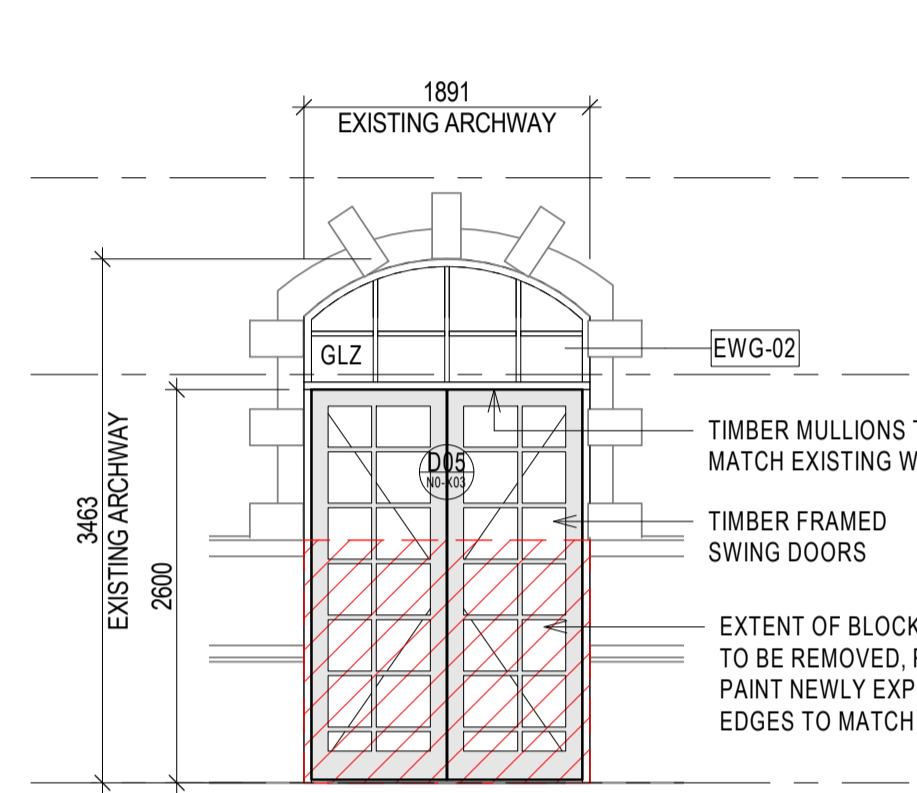 1891
EXISTING ARCHWAY
GLZ
EWG-02
TIMBER MULLIONS
MATCH EXISTING
D05
N0-X03
TIMBER FRAMED
SWING DOORS
3463
EXISTING ARCHWAY
2600
EXTENT OF BLOCK
TO BE REMOVED,
PAINT NEWLY EXP
EDGES TO MATCH